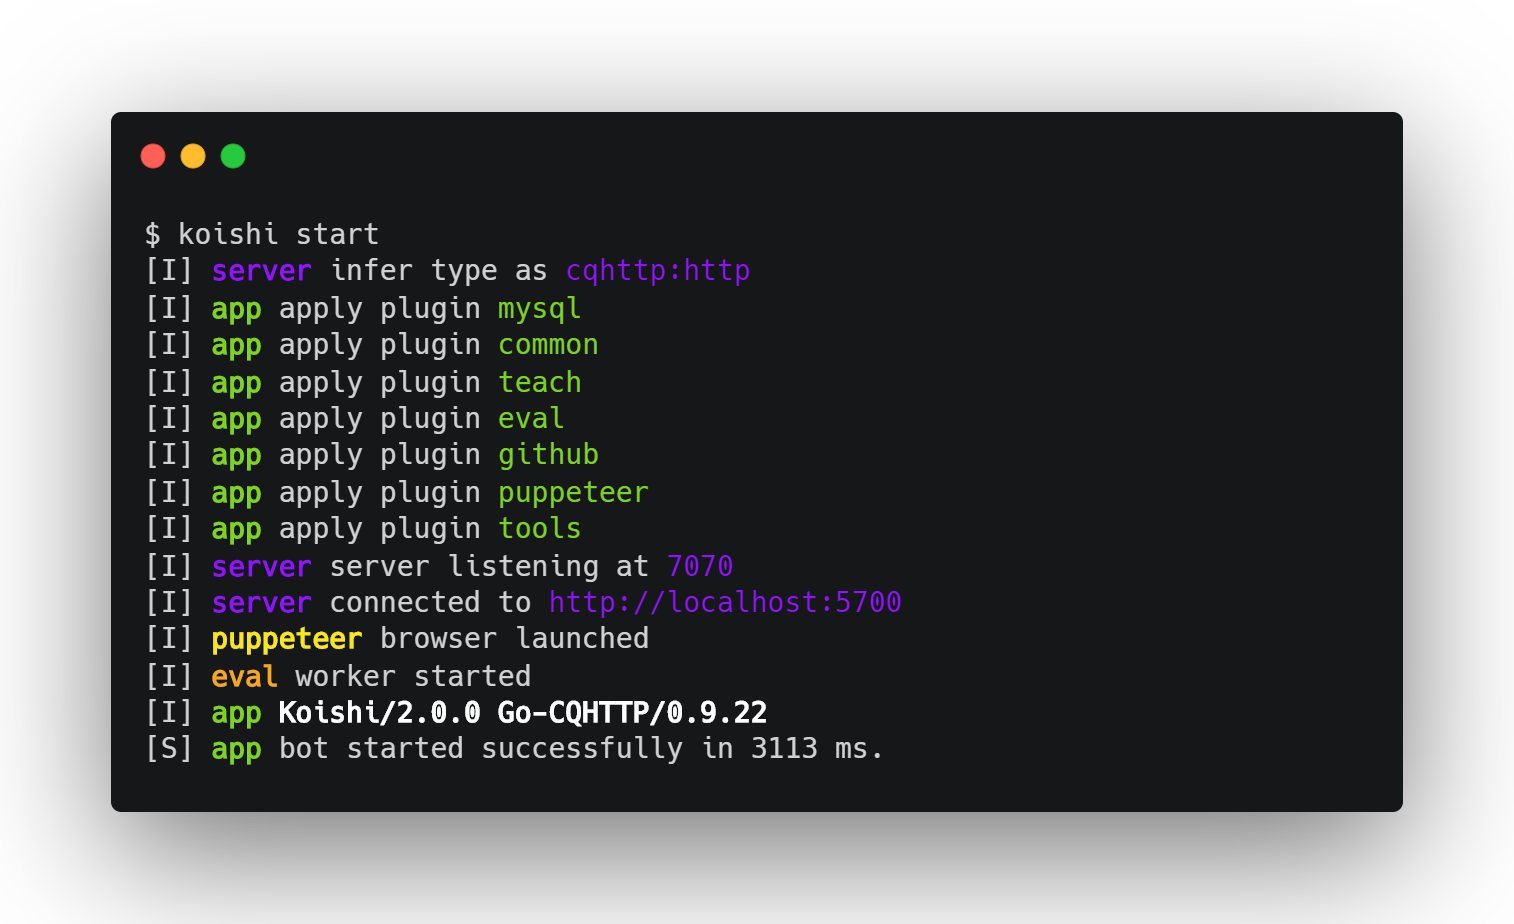 $ koishi start
[I] server infer type as cqhttp:http
[I] app apply plugin mysql
[I] app apply plugin common
[I] app apply plugin teach
[I] app apply plugin eval
[I] app apply plugin github
[I] app apply plugin puppeteer
[I] app apply plugin tools
[I] server server listening at 7070
[I] server connected to http://localhost:5700
[I] puppeteer browser launched
[I] eval worker started
[I] app Koishi/2.0.0 Go-CQHTTP/0.9.22
[S] app bot started successfully in 3113 ms.